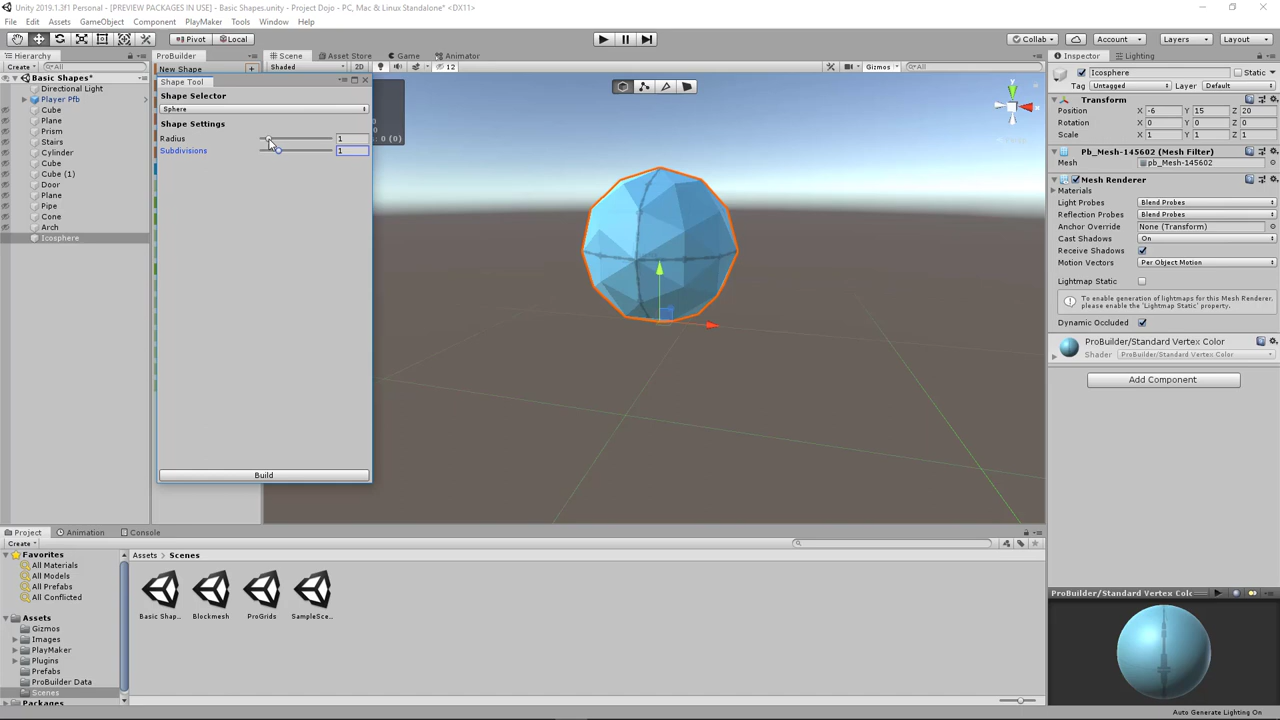 Unity 2019.1.3f1 Personal - [PREVIEW PACKAGES IN USE] - Basic Shapes.unity - Project Dojo - PC, Mac & Linux Standalone* <DX11>
File Edit Assets GameObject Component PlayMaker Tools Window Help
Pivot Local Collab Account Layers Layout
Hierarchy ProBuilder Scene Asset Store Game Animator Inspector Lighting
Create All New Shape Shaded 2D 12 Gizmos All
Icosphere Static
Tag Untagged Layer Default
Basic Shapes*
Directional Light
Player Pfb
Cube
Plane
Prism
Stairs
Cylinder
Cube
Cube (1)
Door
Plane
Pipe
Cone
Arch
Icosphere
Shape Tool
Shape Selector
Sphere
Shape Settings
Radius 1
Subdivisions 1
Build
0 (0)
y
x
Transform
Position X -6 Y 15 Z 20
Rotation X 0 Y 0 Z 0
Scale X 1 Y 1 Z 1
Pb_Mesh-145602 (Mesh Filter)
Mesh pb_Mesh-145602
Mesh Renderer
Materials
Light Probes Blend Probes
Reflection Probes Blend Probes
Anchor Override None (Transform)
Cast Shadows On
Receive Shadows
Motion Vectors Per Object Motion
Lightmap Static
To enable generation of lightmaps for this Mesh Renderer, please enable the 'Lightmap Static' property.
Dynamic Occluded
ProBuilder/Standard Vertex Color
Shader ProBuilder/Standard Vertex Color
Add Component
Project Animation Console
Create
Favorites
All Materials
All Models
All Prefabs
All Conflicted
Assets
Gizmos
Images
PlayMaker
Plugins
Prefabs
ProBuilder Data
Scenes
Packages
Assets Scenes
Basic Shap... Blockmesh ProGrids SampleSce...
ProBuilder/Standard Vertex Colo
Auto Generate Lighting On